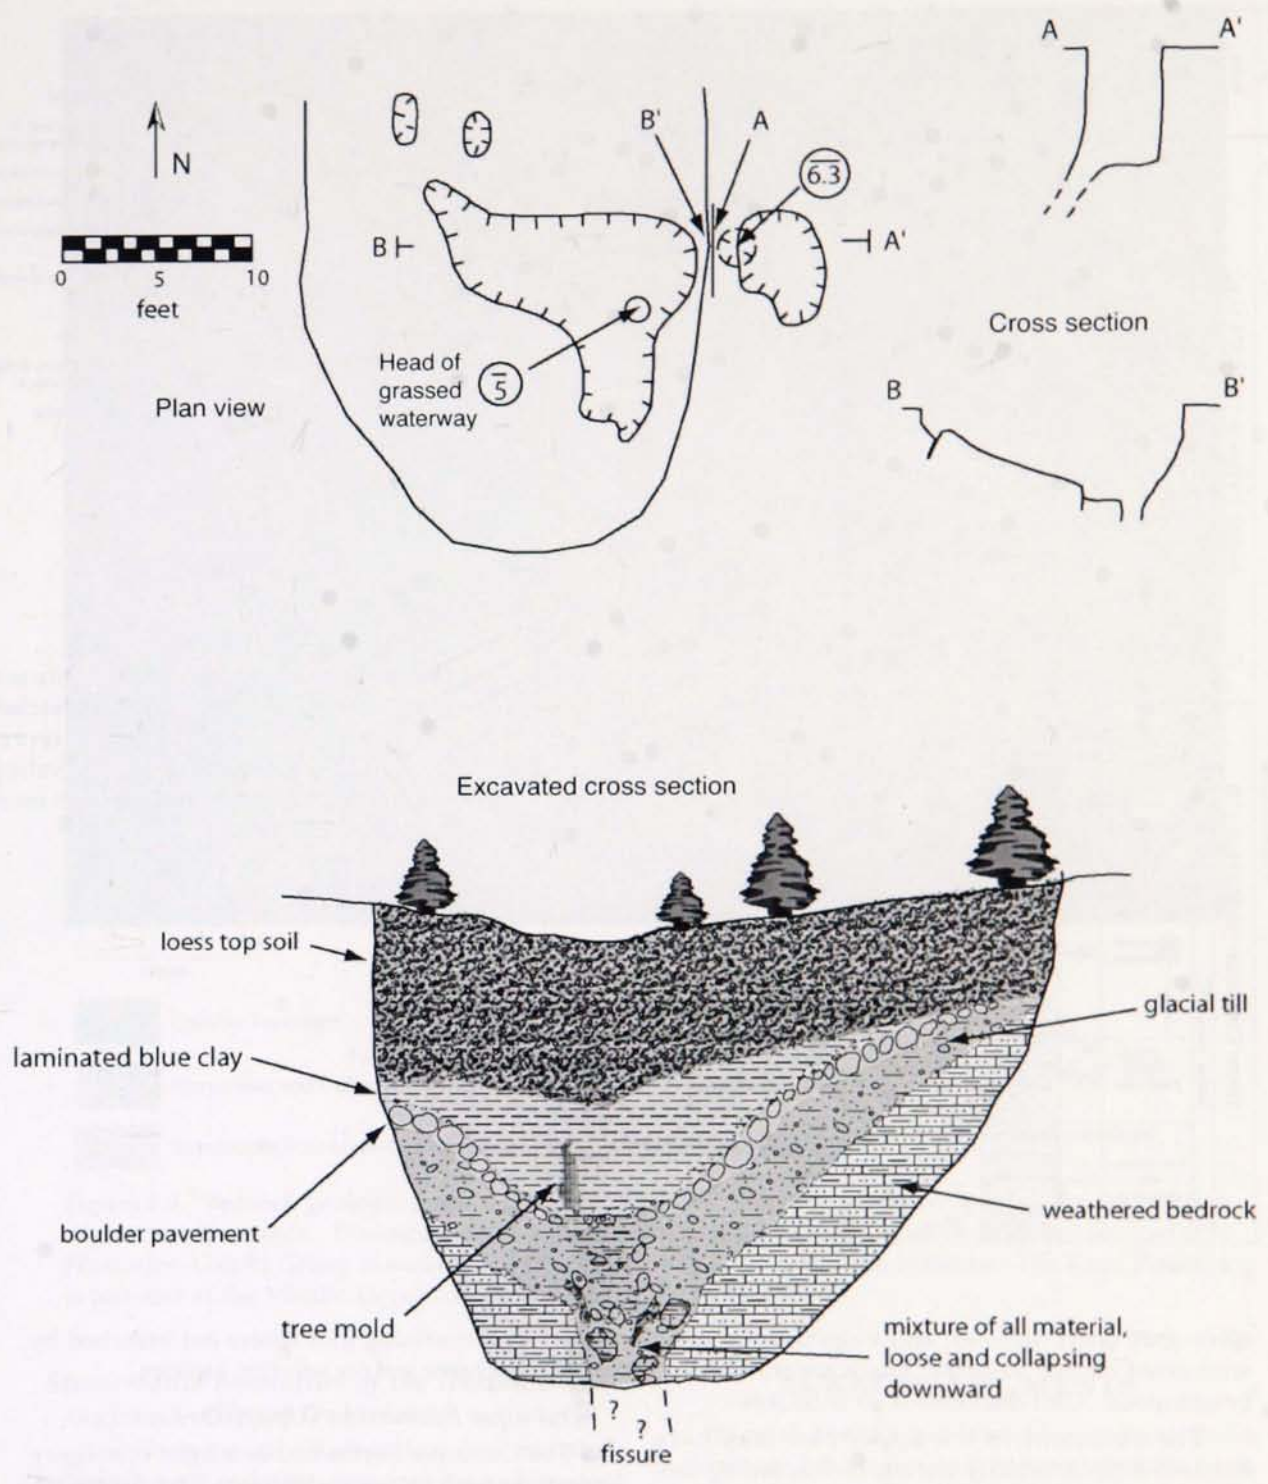 A
A'
B'
A
6.3
N
B
A'
0
5
10
feet
Cross section
Head of
grassed
waterway
5
Plan view
B
B'
Excavated cross section
loess top soil
glacial till
laminated blue clay
boulder pavement
weathered bedrock
tree mold
mixture of all material,
loose and collapsing
downward
?
?
fissure